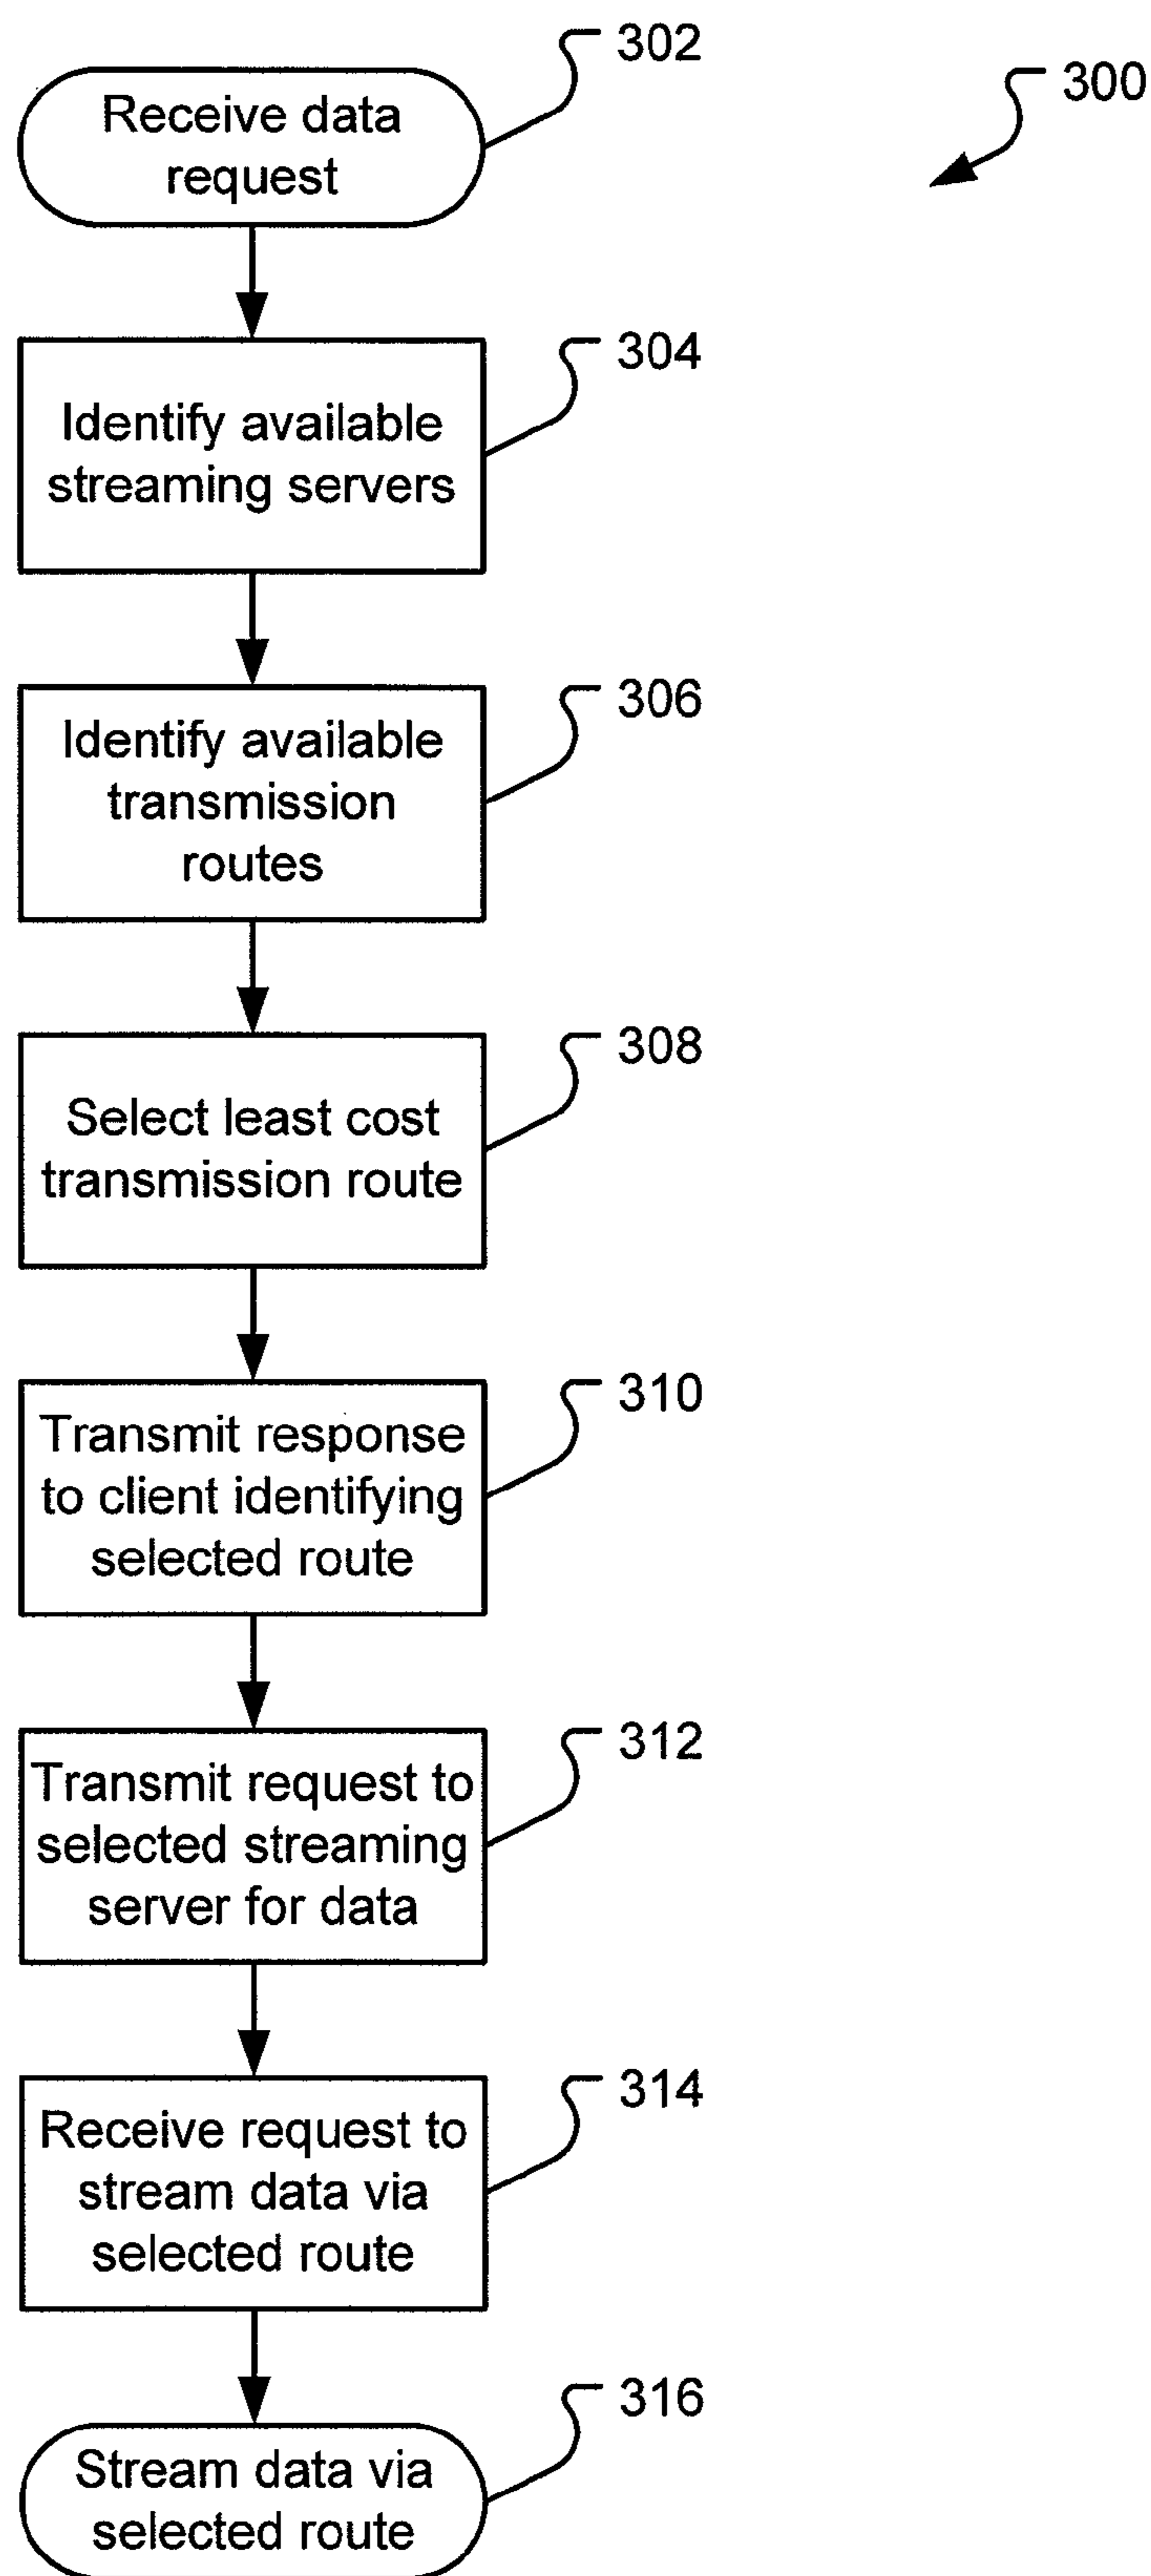 302
300
Receive data
request
304
Identify available
streaming servers
306
Identify available
transmission
routes
308
Select least cost
transmission route
310
Transmit response
to client identifying
selected route
312
Transmit request to
selected streaming
server for data
314
Receive request to
stream data via
selected route
316
Stream data via
selected route